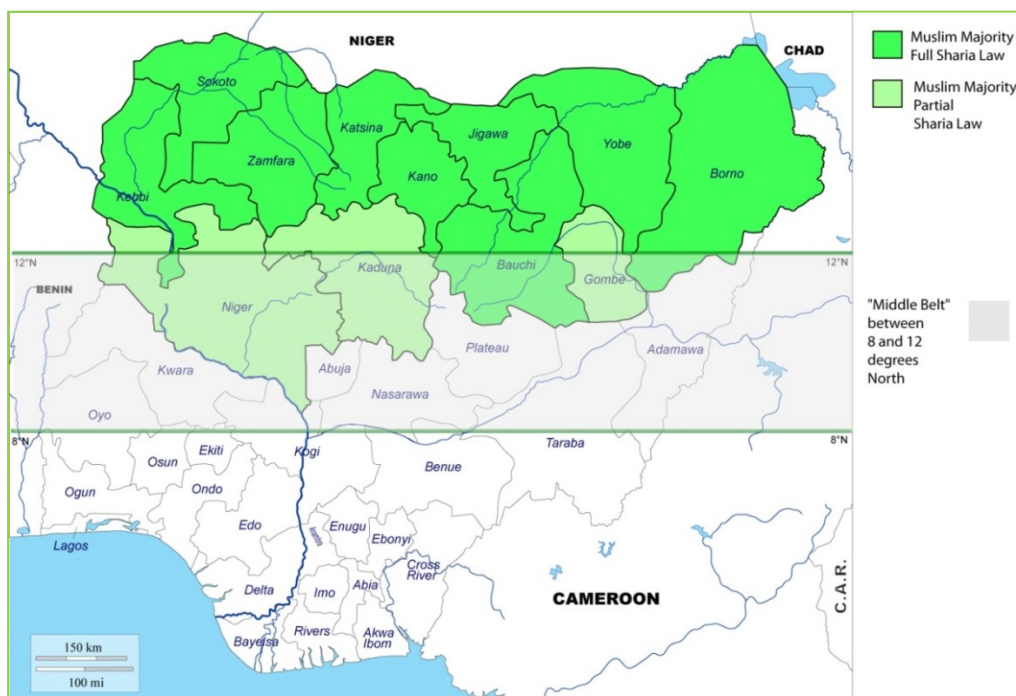 NIGER
CHAD
Muslim Majority
Full Sharia Law
Muslim Majority
Partial
Sharia Law
Sokoto
Katsina
Jigawa
Yobe
Zamfara
Kano
Borno
Kebbi
12°N
12°N
BENIN
Kaduna
Bauchi
Gombe
Niger
"Middle Belt"
between
8 and 12
degrees
North
Plateau
Adamawa
Kwara
Abuja
Nasarawa
Oyo
8°N
8°N
Kogi
Taraba
Ekiti
Osun
Benue
Ogun
Ondo
Edo
Enugu
Ebonyi
Lagos
Cross
River
Delta
Imo
Abia
CAMEROON
C.A.R.
Bayelsa
Rivers
Akwa
Ibom
150 km
100 mi